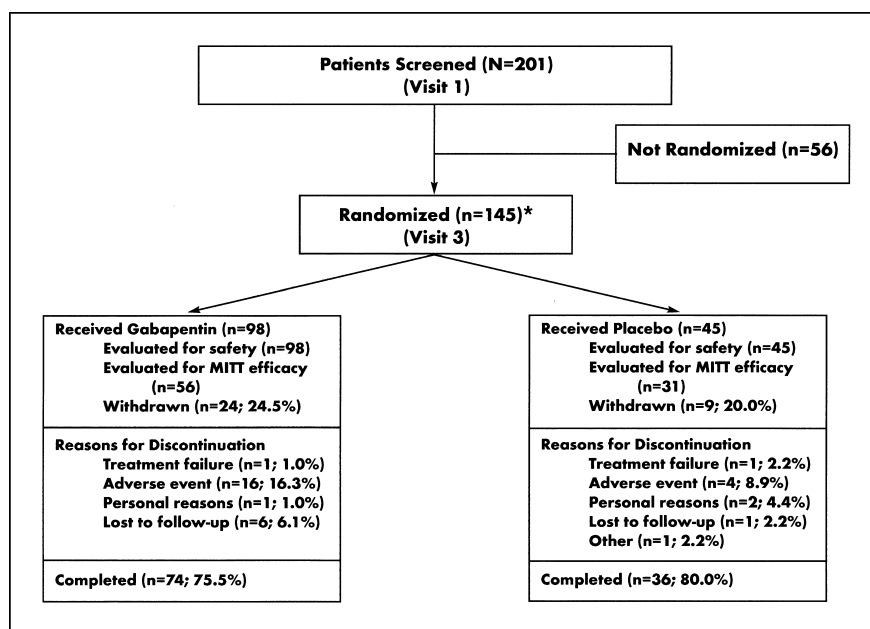 Patients Screened (N=201)
(Visit 1)
Not Randomized (n=56)
Randomized (n=145)*
(Visit 3)
Received Gabapentin (n=98)
Evaluated for safety (n=98)
Evaluated for MITT efficacy
(n=56)
Withdrawn (n=24; 24.5%)
Reasons for Discontinuation
Treatment failure (n=1; 1.0%)
Adverse event (n=16; 16.3%)
Personal reasons (n=1; 1.0%)
Lost to follow-up (n=6; 6.1%)
Completed (n=74; 75.5%)
Received Placebo (n=45)
Evaluated for safety (n=45)
Evaluated for MITT efficacy
(n=31)
Withdrawn (n=9; 20.0%)
Reasons for Discontinuation
Treatment failure (n=1; 2.2%)
Adverse event (n=4; 8.9%)
Personal reasons (n=2; 4.4%)
Lost to follow-up (n=1; 2.2%)
Other (n=1; 2.2%)
Completed (n=36; 80.0%)